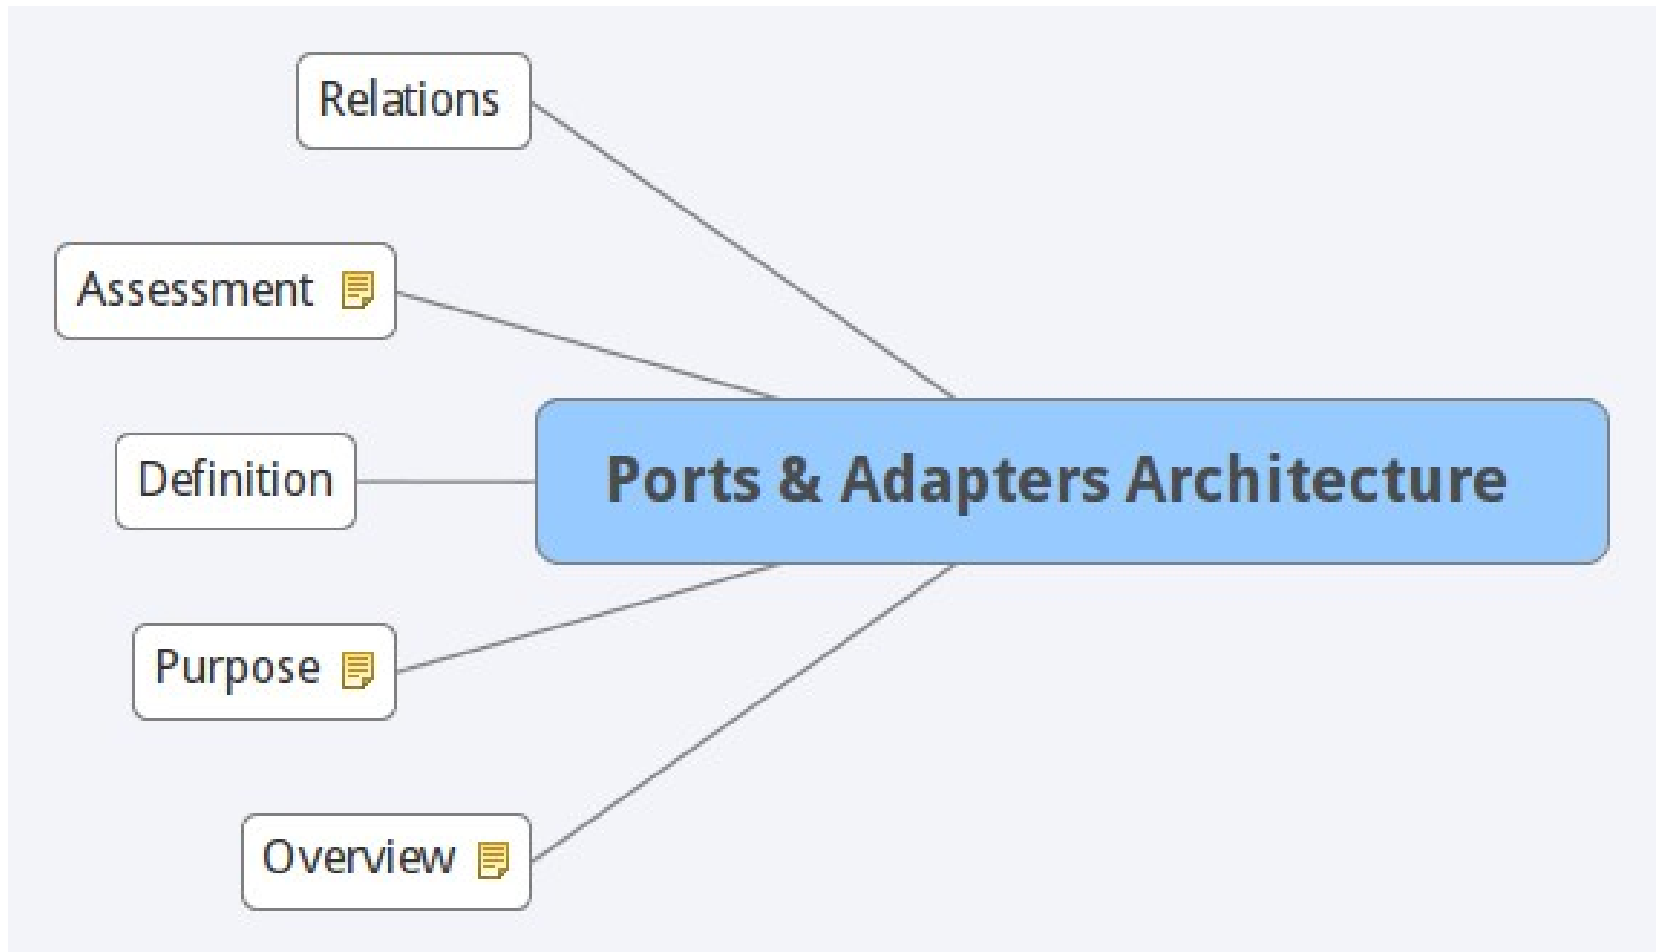 Relations
Assessment
Definition
Ports & Adapters Architecture
Purpose
Overview